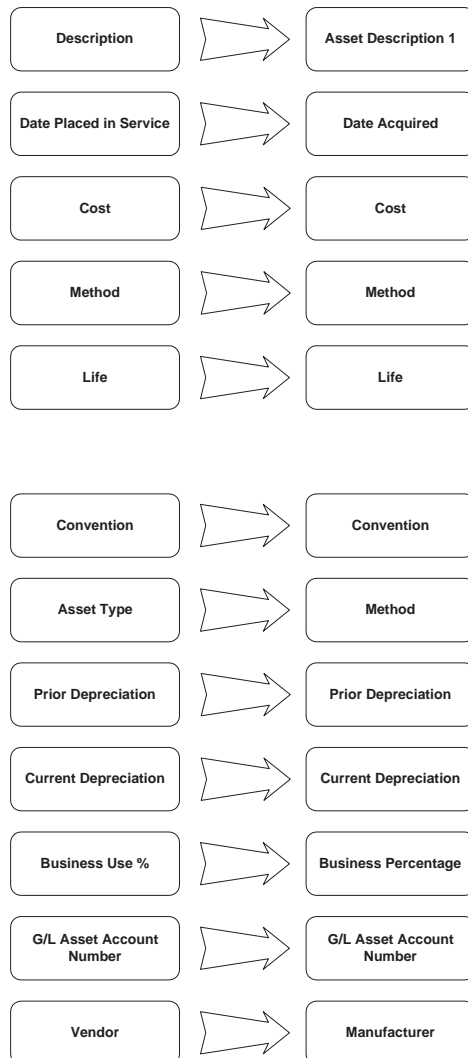 Description Asset Description 1
Date Placed in Service Date Acquired
Cost Cost
Method Method
Life Life
Convention Convention
Asset Type Method
Prior Depreciation Prior Depreciation
Current Depreciation Current Depreciation
Business Use % Business Percentage
G/L Asset Account G/L Asset Account
Number Number
Vendor Manufacturer